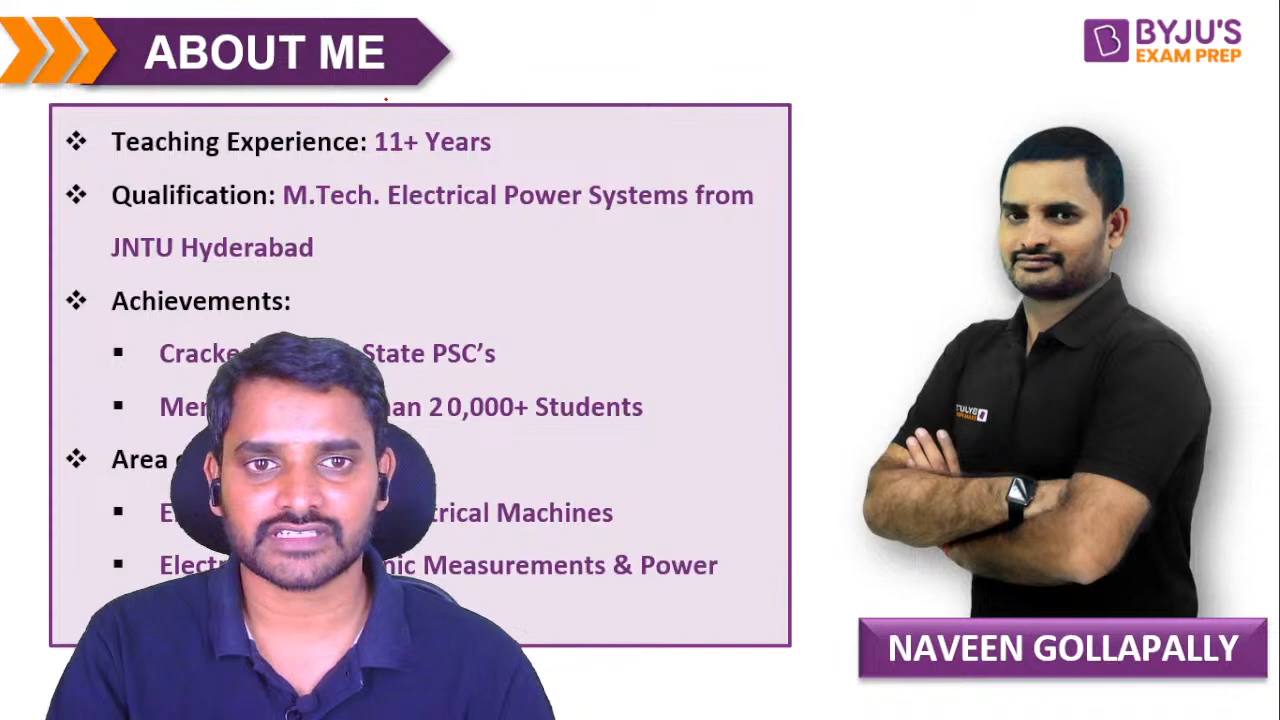 ABOUT ME
BYJU'S
EXAM PREP
Teaching Experience: 11+ Years
Qualification: M.Tech. Electrical Power Systems from
JNTU Hyderabad
Achievements:
State PSC's
20,000+ Students
Area
Machines
Measurements & Power
NAVEEN GOLLAPALLY